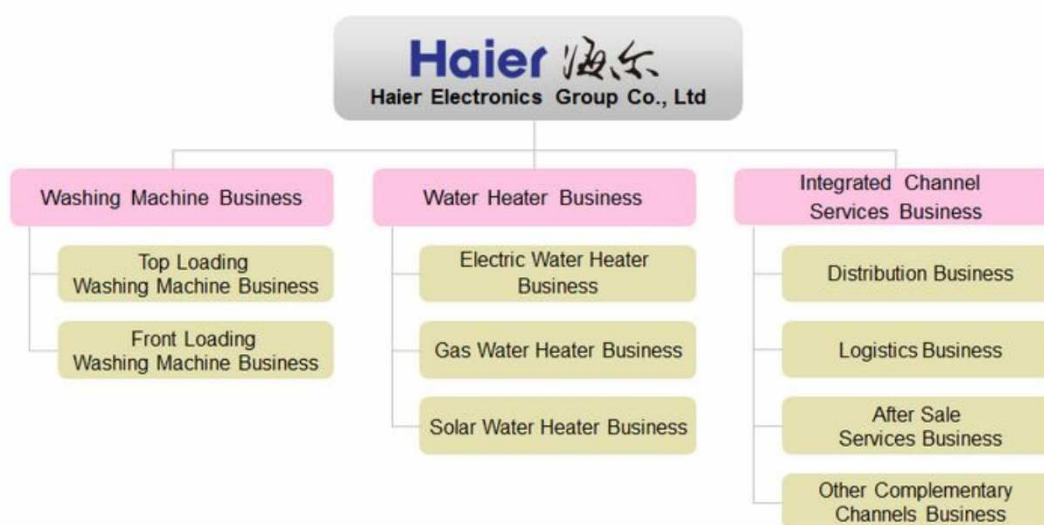 Haier 海尔
Haier Electronics Group Co., Ltd
Washing Machine Business
Water Heater Business
Integrated Channel
Services Business
Top Loading
Washing Machine Business
Front Loading
Washing Machine Business
Electric Water Heater
Business
Gas Water Heater Business
Solar Water Heater Business
Distribution Business
Logistics Business
After Sale
Services Business
Other Complementary
Channels Business